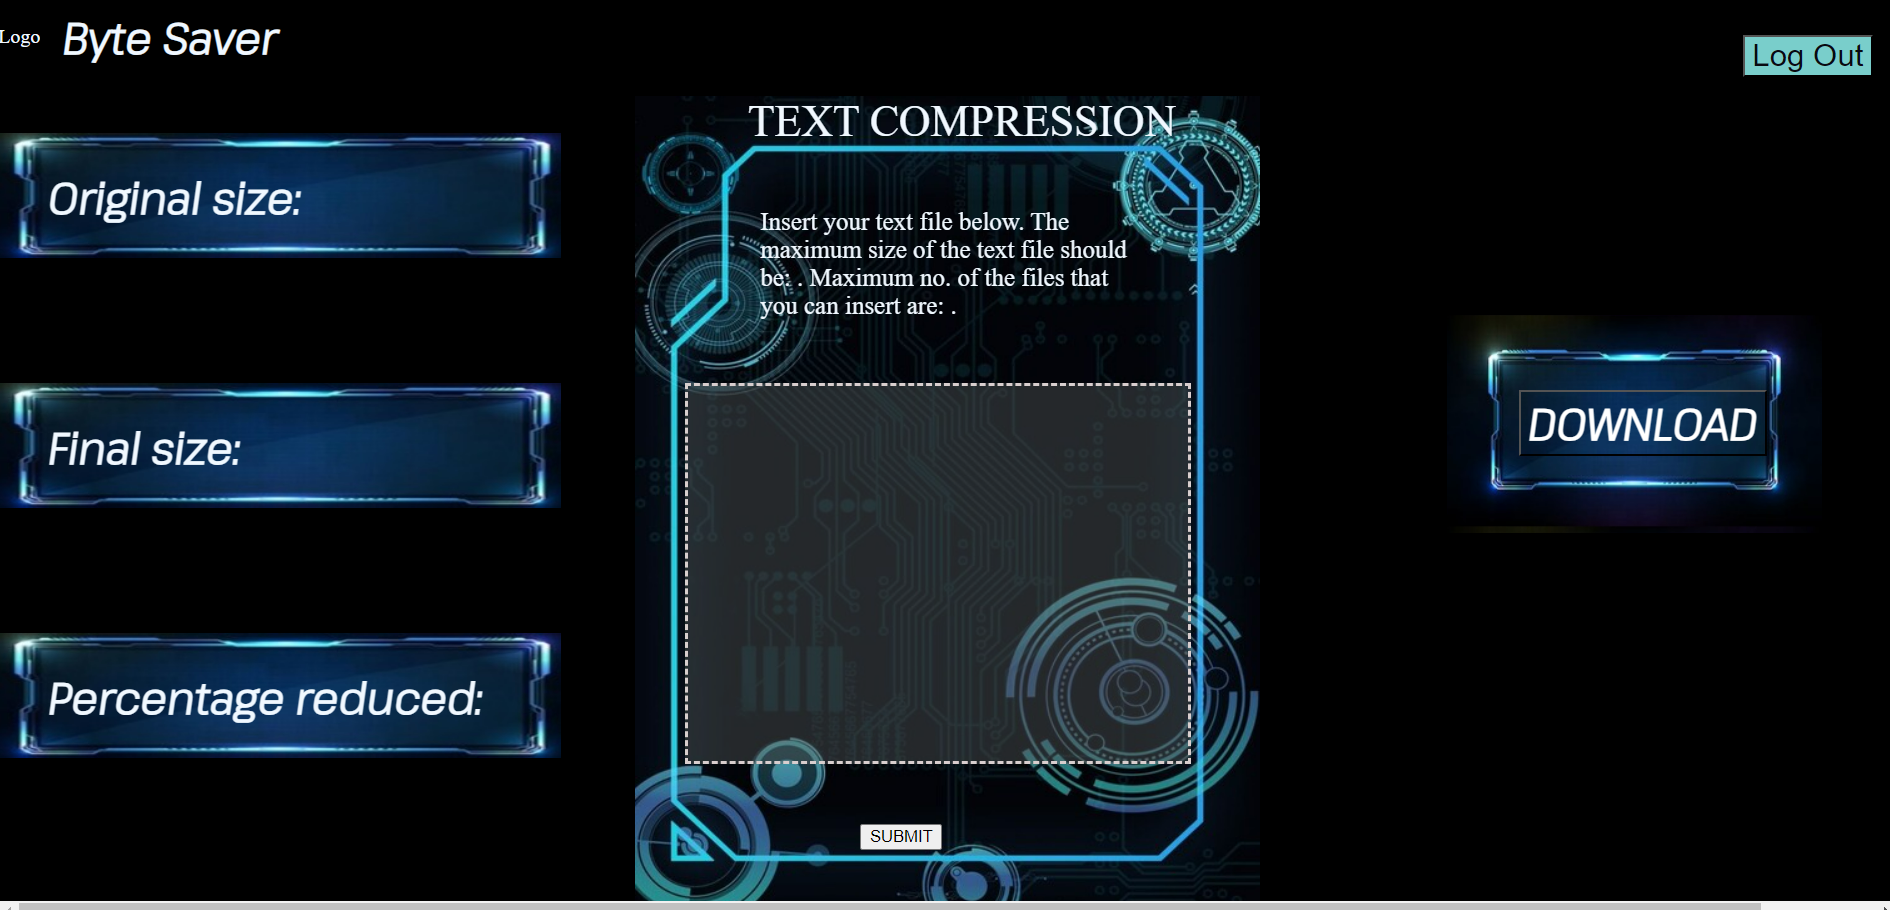 Logo
Byte Saver
Log Out
TEXT COMPRESSION
Original size:
Insert your text file below. The
maximum size of the text file should
be: . Maximum no. of the files that
you can insert are: .
DOWNLOAD
Final size:
Percentage reduced:
SUBMIT